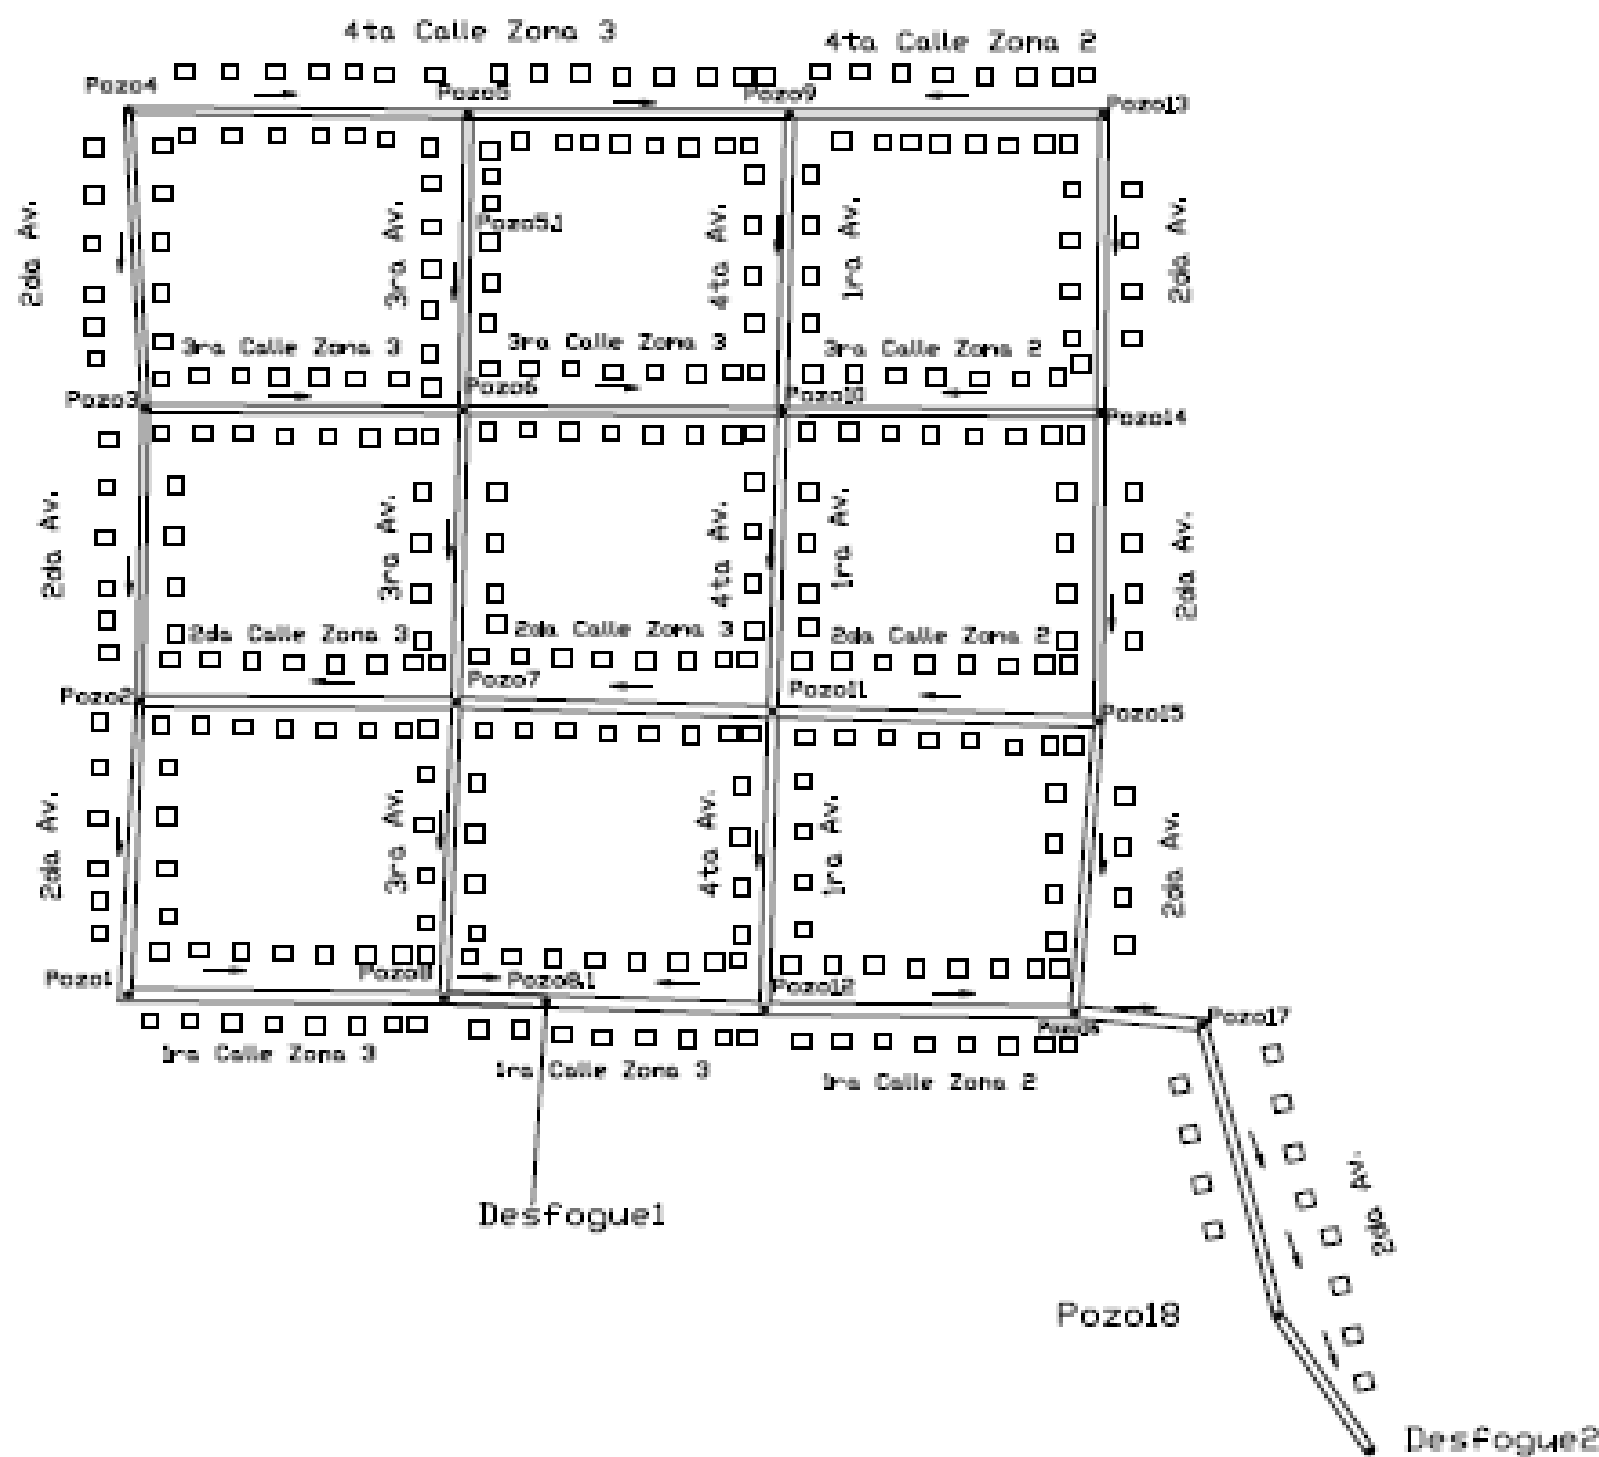 4ta Calle Zona 3
4ta Calle Zona 2
Pozo4
Pozo5
Pozo9
Pozo13
2da Av.
3ra Av.
Pozo5.1
4ta Av.
1ra Av.
2da Av.
3ra Calle Zona 3
3ra Calle Zona 3
3ra Calle Zona 2
Pozo3
Pozo6
Pozo10
Pozo14
2da Av.
3ra Av.
4ta Av.
1ra Av.
2da Av.
2da Calle Zona 3
2da Calle Zona 3
2da Calle Zona 2
Pozo2
Pozo7
Pozo11
Pozo15
2da Av.
3ra Av.
4ta Av.
1ra Av.
2da Av.
Pozo1
Pozo8
Pozo8.1
Pozo12
Pozo16
Pozo17
1ra Calle Zona 3
1ra Calle Zona 3
1ra Calle Zona 2
2da Av.
Desfogue1
Pozo18
Desfogue2